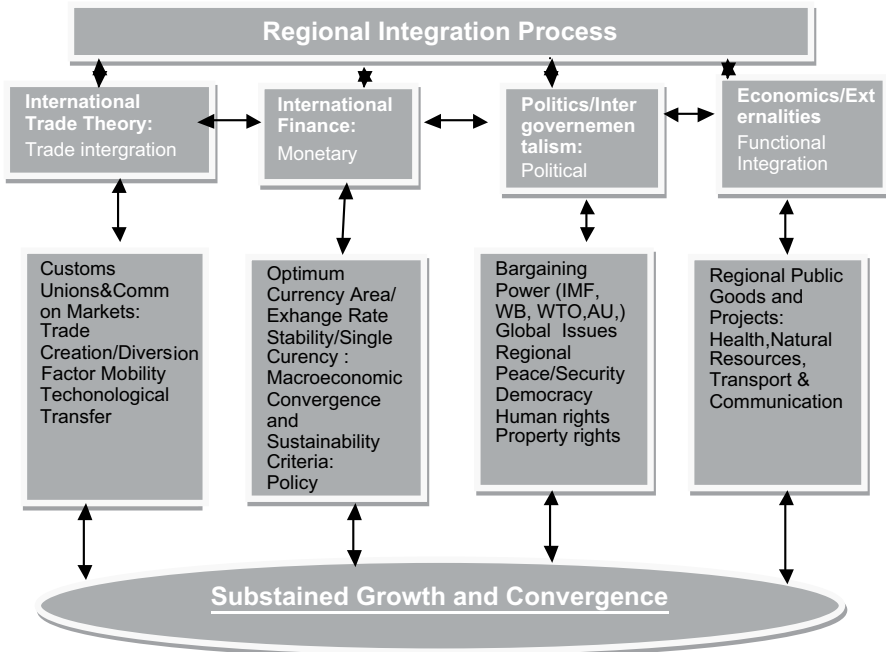 Regional Integration Process
International
Trade Theory:
Trade intergration
International
Finance:
Monetary
Politics/Inter
governemen
talism:
Political
Economics/Ext
ernalities
Functional
Integration
Customs
Unions&Comm
on Markets:
Trade
Creation/Diversion
Factor Mobility
Techonological
Transfer
Optimum
Currency Area/
Exhange Rate
Stability/Single
Curency :
Macroeconomic
Convergence
and
Sustainability
Criteria:
Policy
Bargaining
Power (IMF,
WB, WTO,AU,)
Global Issues
Regional
Peace/Security
Democracy
Human rights
Property rights
Regional Public
Goods and
Projects:
Health,Natural
Resources,
Transport &
Communication
Substained Growth and Convergence